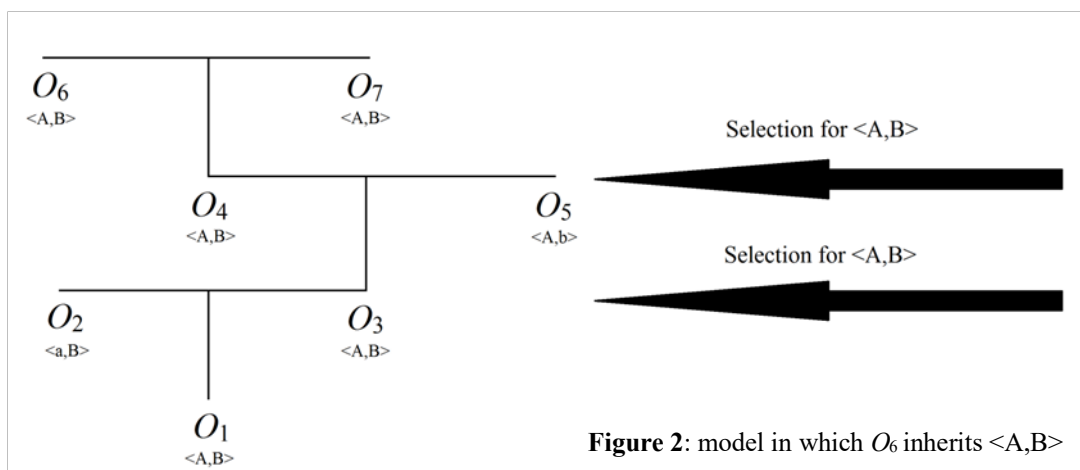 O6 O7
<A,B> <A,B>
Selection for <A,B>
O4 O5
<A,B> <A,b>
Selection for <A,B>
O2 O3
<a,B> <A,B>
O1
<A,B>
Figure 2: model in which O6 inherits <A,B>